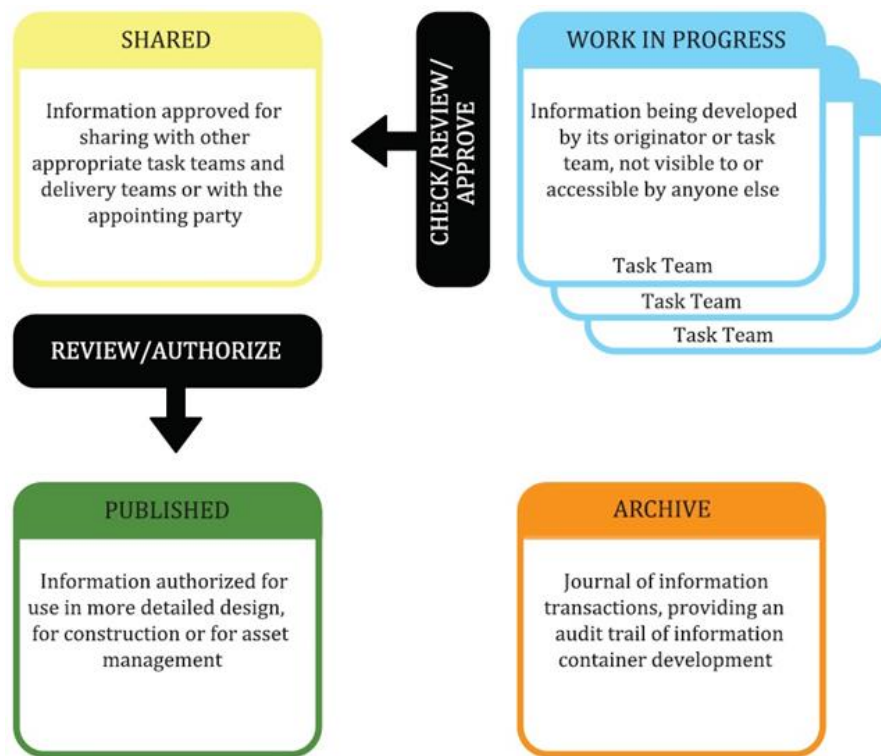 SHARED
Information approved for
sharing with other
appropriate task teams and
delivery teams or with the
appointing party
CHECK/REVIEW/
APPROVE
WORK IN PROGRESS
Information being developed
by its originator or task
team, not visible to or
accessible by anyone else
Task Team
Task Team
Task Team
REVIEW/AUTHORIZE
PUBLISHED
Information authorized for
use in more detailed design,
for construction or for asset
management
ARCHIVE
Journal of information
transactions, providing an
audit trail of information
container development